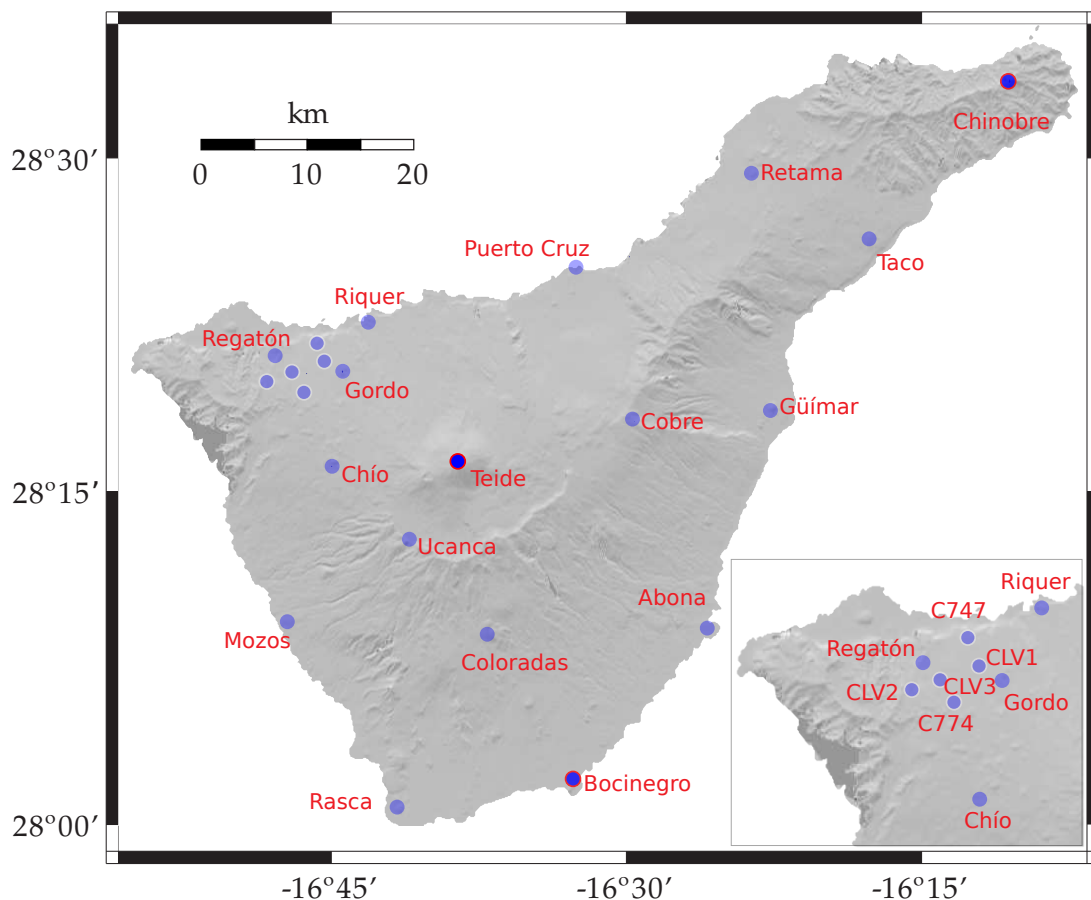 km
0 10 20
Chinobre
28°30′
Retama
Puerto Cruz
Taco
Riquer
Regatón
Gordo
Güímar
Cobre
Chío
Teide
28°15′
Ucanca
Abona
Mozos
Coloradas
Bocinegro
Rasca
28°00′
Riquer
C747
Regatón
CLV1
CLV2
CLV3
Gordo
C774
Chío
-16°45′ -16°30′ -16°15′